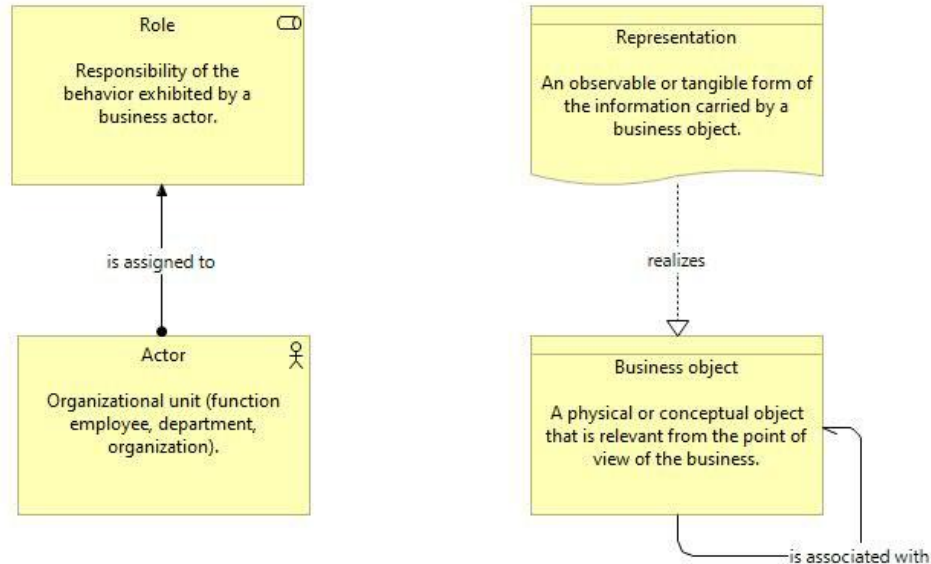 Role
Responsibility of the
behavior exhibited by a
business actor.
Representation
An observable or tangible form of
the information carried by a
business object.
is assigned to
realizes
Actor
Organizational unit (function
employee, department,
organization).
Business object
A physical or conceptual object
that is relevant from the point of
view of the business.
is associated with